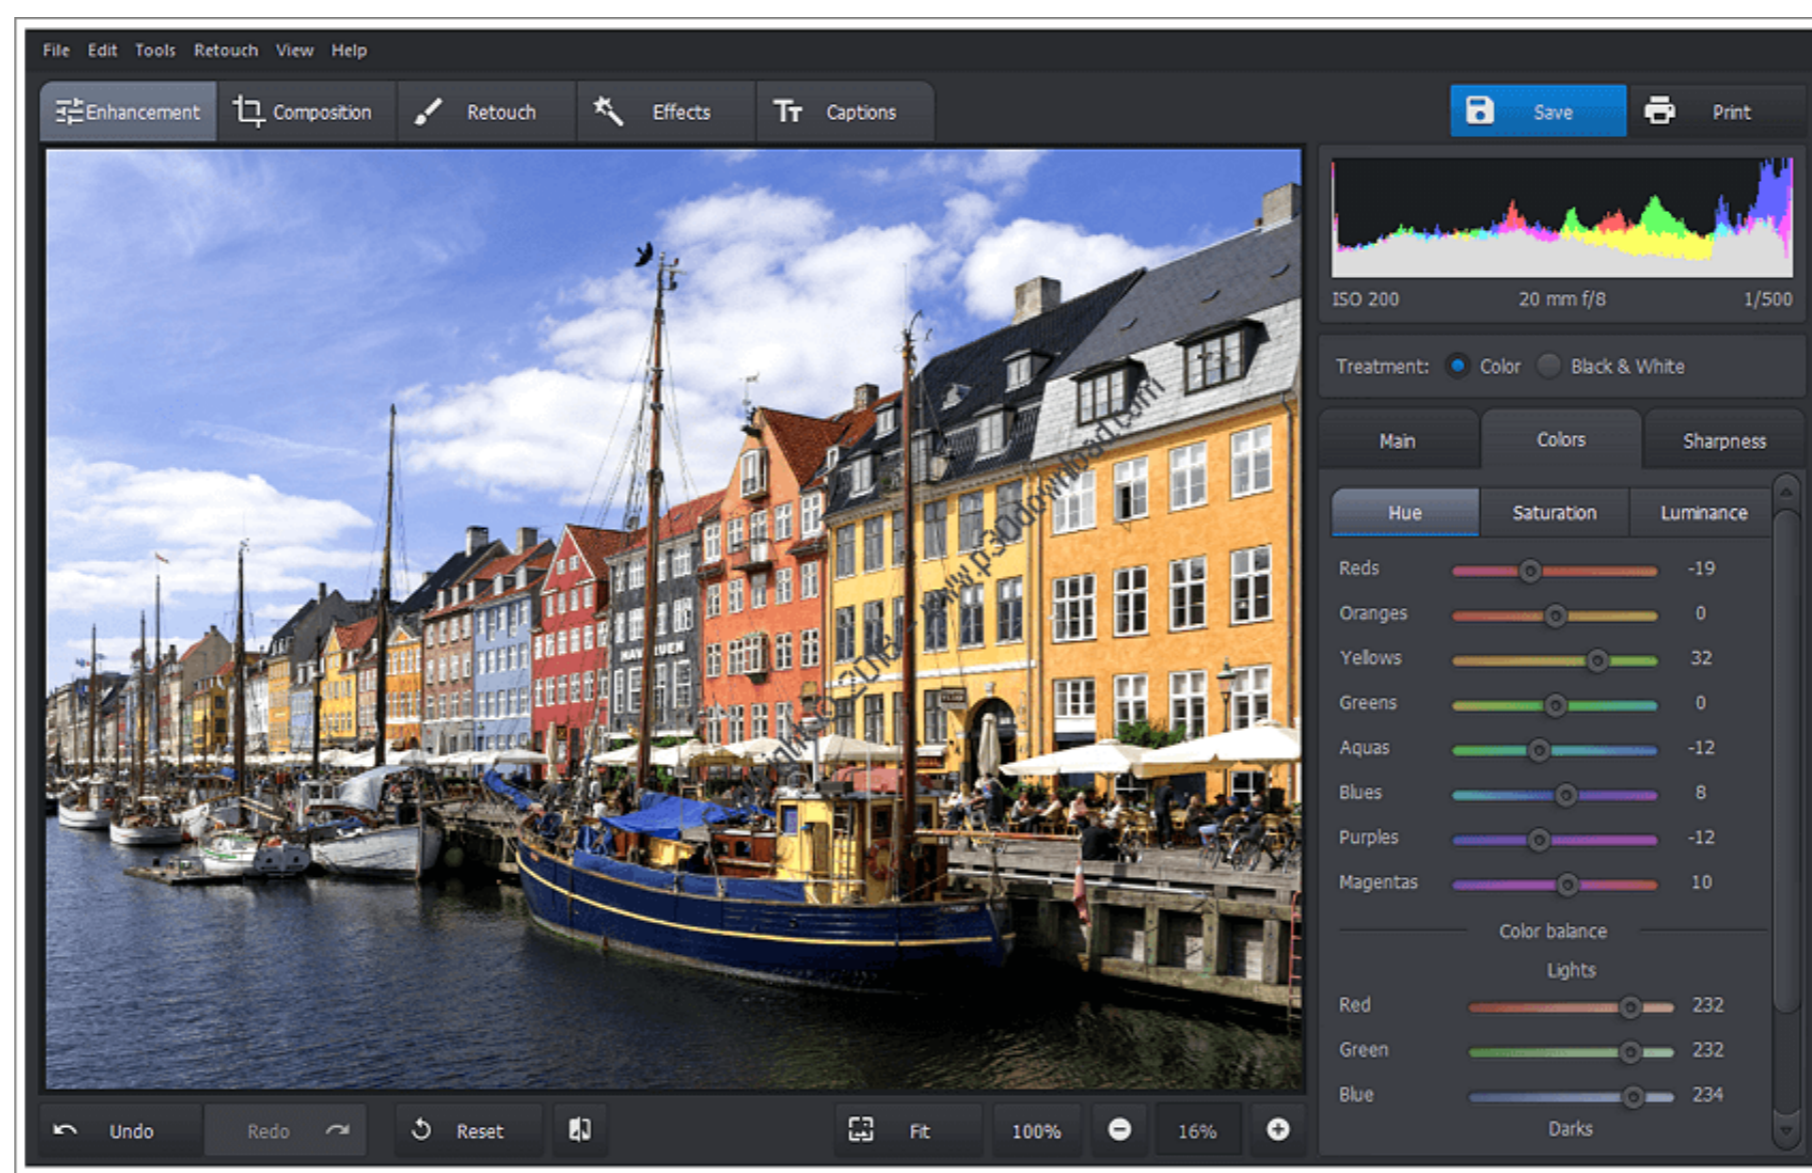 File Edit Tools Retouch View Help
Enhancement Composition Retouch Effects Captions Save Print
ISO 200 20 mm f/8 1/500
Treatment: Color Black & White
Main Colors Sharpness
Hue Saturation Luminance
Reds -19
Oranges 0
Yellows 32
Greens 0
Aquas -12
Blues 8
Purples -12
Magentas 10
Color balance
Lights
Red 232
Green 232
Blue 234
Darks
www.p30download.com
Undo Redo Reset Fit 100% 16%